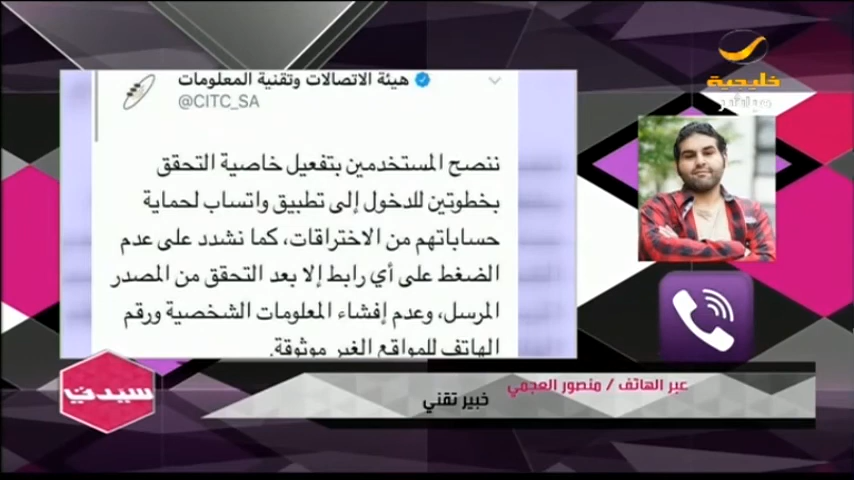 خليجية
مباشر
هيئة الاتصالات وتقنية المعلومات
@CITC_SA
ننصح المستخدمين بتفعيل خاصية التحقق
بخطوتين للدخول إلى تطبيق واتساب لحماية
حساباتهم من الاختراقات، كما نشدد على عدم
الضغط على أي رابط إلا بعد التحقق من المصدر
المرسل، وعدم إفشاء المعلومات الشخصية ورقم
الهاتف للمواقع الغير موثوقة.
عبر الهاتف / منصور العجمي
خبير تقني
سيدتي